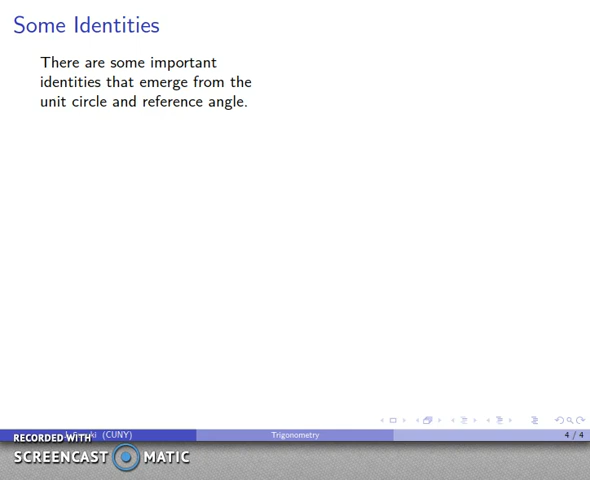 Some Identities
There are some important
identities that emerge from the
unit circle and reference angle.
(CUNY)
Trigonometry
4 / 4
RECORDED WITH
SCREENCAST MATIC